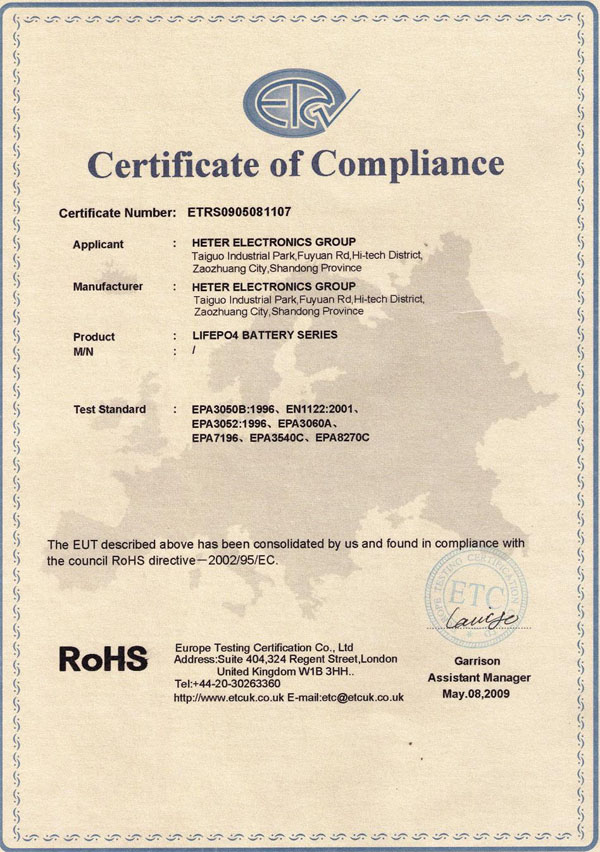 ETC
Certificate of Compliance
Certificate Number: ETRS0905081107
Applicant : HETER ELECTRONICS GROUP
Taiguo Industrial Park,Fuyuan Rd,Hi-tech District,
Zaozhuang City,Shandong Province
Manufacturer : HETER ELECTRONICS GROUP
Taiguo Industrial Park,Fuyuan Rd,Hi-tech District,
Zaozhuang City,Shandong Province
Product : LIFEPO4 BATTERY SERIES
M/N : /
Test Standard : EPA3050B:1996、EN1122:2001、
EPA3052:1996、EPA3060A、
EPA7196、EPA3540C、EPA8270C
The EUT described above has been consolidated by us and found in compliance with
the council RoHS directive－2002/95/EC.
ETC
RoHS
Europe Testing Certification Co., Ltd
Address:Suite 404,324 Regent Street,London
United Kingdom W1B 3HH..
Tel:+44-20-30263360
http://www.etcuk.co.uk E-mail:etc@etcuk.co.uk
Garrison
Assistant Manager
May.08,2009